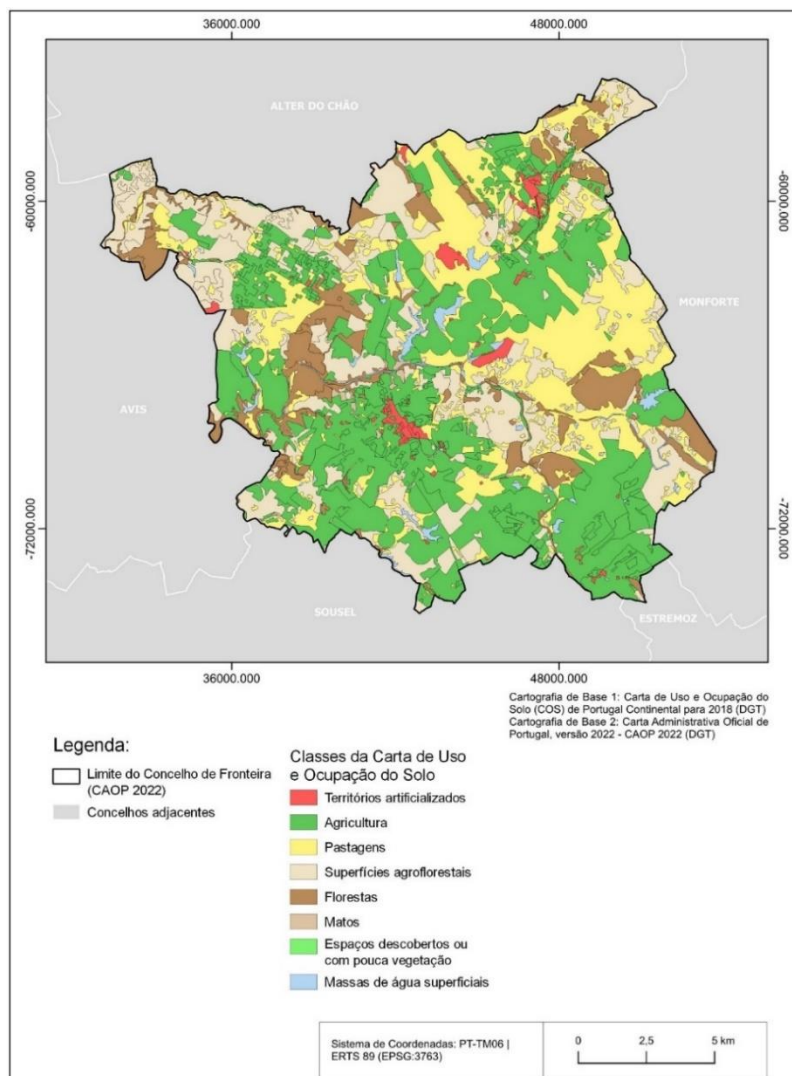 36000.000
48000.000
ALTER DO CHÃO
-60000.000
-60000.000
MONFORTE
AVIS
-72000.000
-72000.000
SOUSEL
ESTREMOZ
36000.000
48000.000
Cartografia de Base 1: Carta de Uso e Ocupação do
Solo (COS) de Portugal Continental para 2018 (DGT)
Cartografia de Base 2: Carta Administrativa Oficial de
Portugal, versão 2022 - CAOP 2022 (DGT)
Legenda:
Limite do Concelho de Fronteira
(CAOP 2022)
Concelhos adjacentes
Classes da Carta de Uso
e Ocupação do Solo
Territórios artificializados
Agricultura
Pastagens
Superfícies agroflorestais
Florestas
Matos
Espaços descobertos ou
com pouca vegetação
Massas de água superficiais
Sistema de Coordenadas: PT-TM06 |
ERTS 89 (EPSG:3763)
0 2,5 5 km